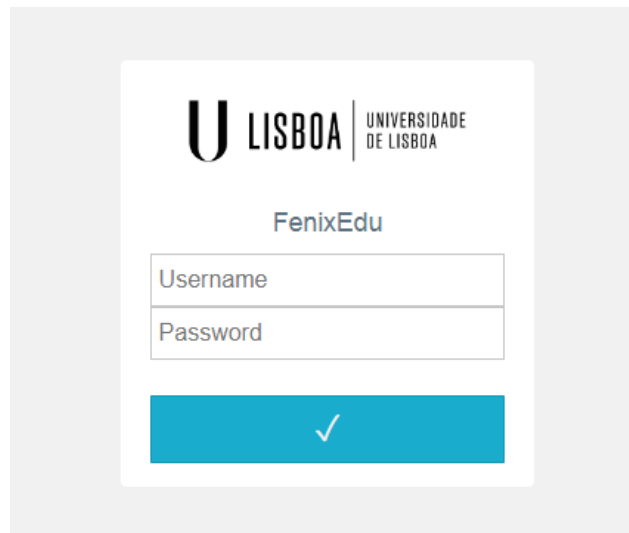 U LISBOA UNIVERSIDADE
DE LISBOA
FenixEdu
Username
Password